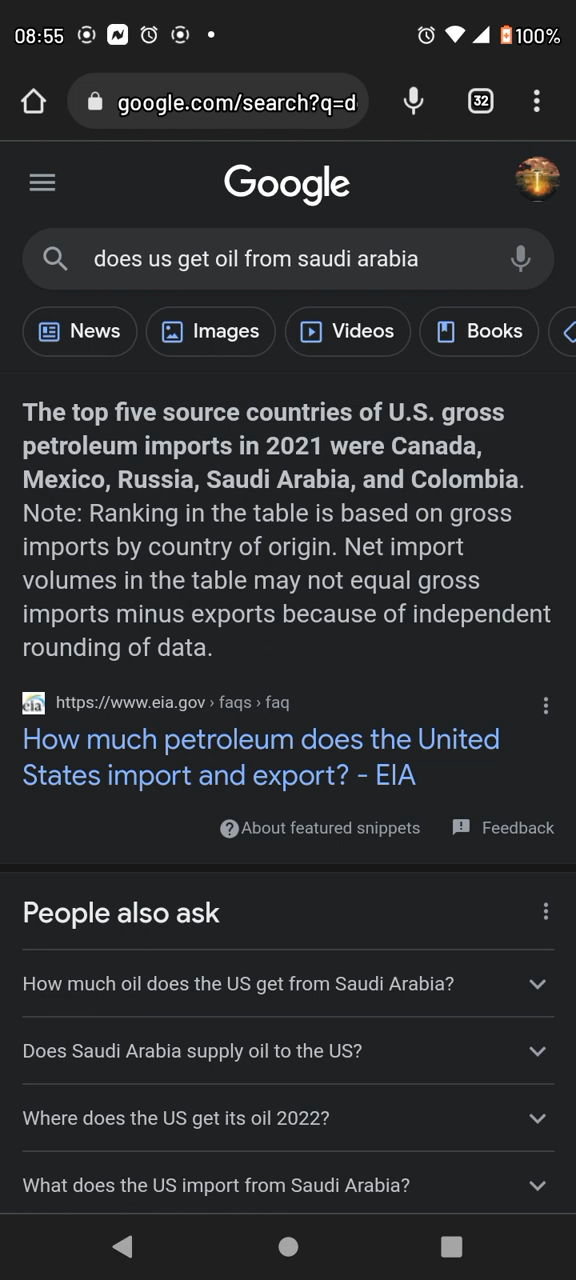 08:55
100%
google.com/search?q=d
32
Google
does us get oil from saudi arabia
News
Images
Videos
Books
The top five source countries of U.S. gross
petroleum imports in 2021 were Canada,
Mexico, Russia, Saudi Arabia, and Colombia.
Note: Ranking in the table is based on gross
imports by country of origin. Net import
volumes in the table may not equal gross
imports minus exports because of independent
rounding of data.
eia
https://www.eia.gov › faqs › faq
How much petroleum does the United
States import and export? - EIA
About featured snippets
Feedback
People also ask
How much oil does the US get from Saudi Arabia?
Does Saudi Arabia supply oil to the US?
Where does the US get its oil 2022?
What does the US import from Saudi Arabia?